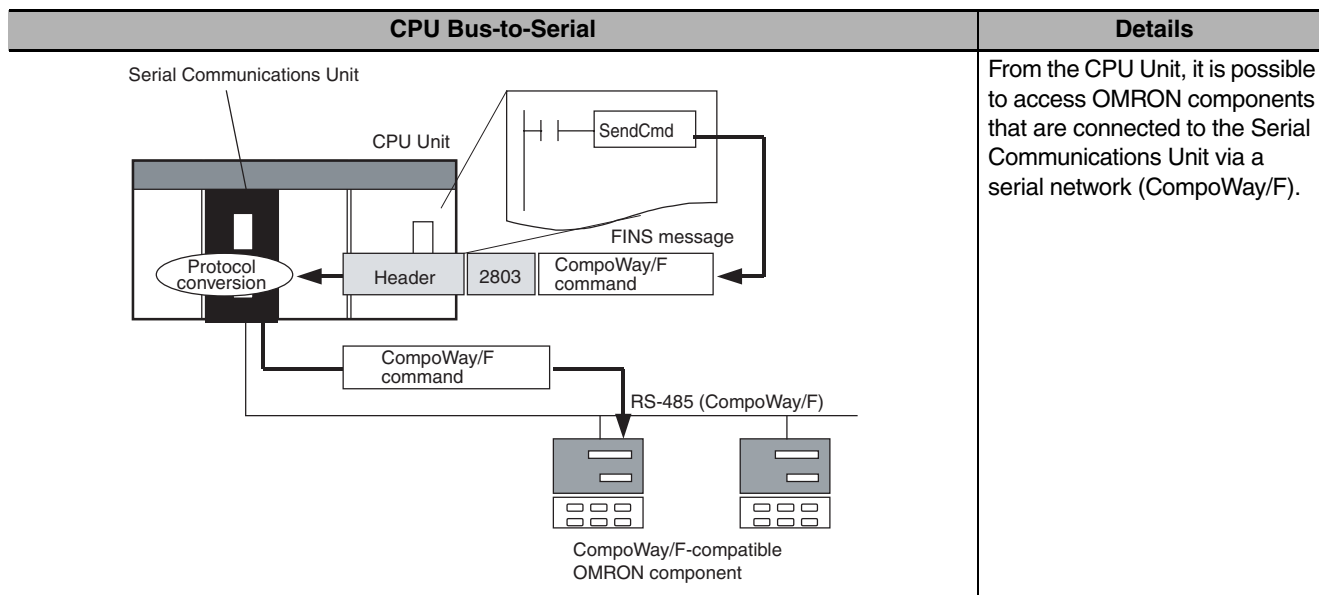 CPU Bus-to-Serial
Details
Serial Communications Unit
CPU Unit
SendCmd
FINS message
Protocol
conversion
Header
2803
CompoWay/F
command
CompoWay/F
command
RS-485 (CompoWay/F)
CompoWay/F-compatible
OMRON component
From the CPU Unit, it is possible
to access OMRON components
that are connected to the Serial
Communications Unit via a
serial network (CompoWay/F).